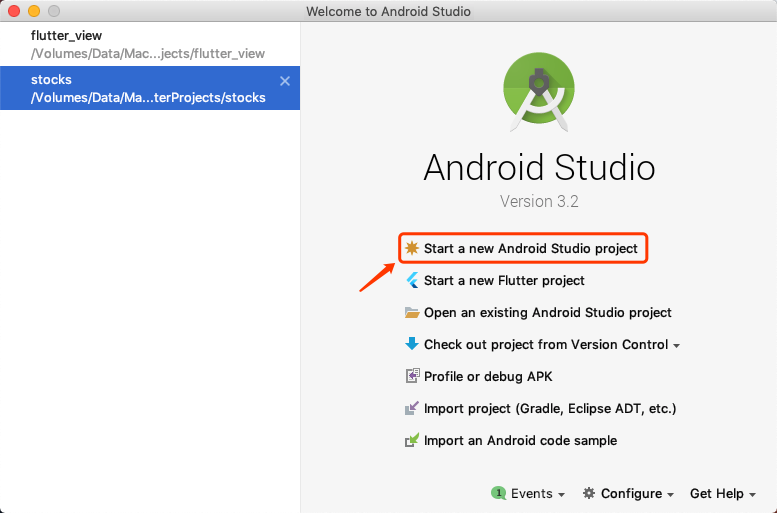 Welcome to Android Studio
flutter_view
/Volumes/Data/Mac...jects/flutter_view
stocks
/Volumes/Data/Ma...terProjects/stocks
Android Studio
Version 3.2
Start a new Android Studio project
Start a new Flutter project
Open an existing Android Studio project
Check out project from Version Control
Profile or debug APK
Import project (Gradle, Eclipse ADT, etc.)
Import an Android code sample
1 Events Configure Get Help